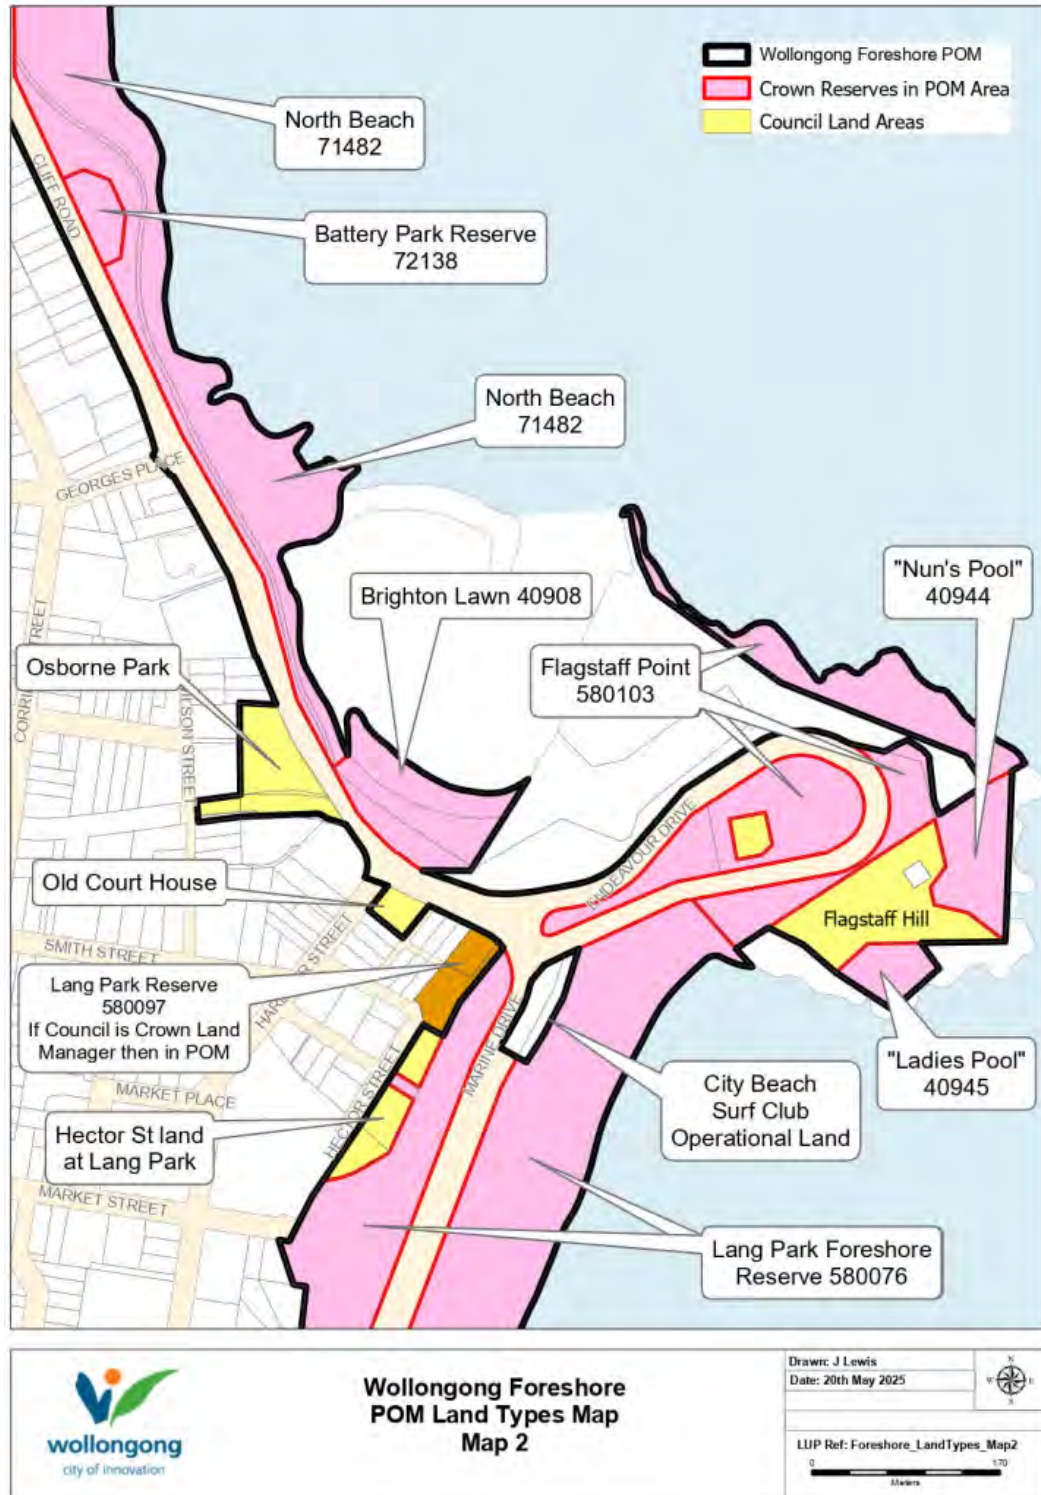 Wollongong Foreshore POM
Crown Reserves in POM Area
Council Land Areas
North Beach
71482
CLIFF ROAD
Battery Park Reserve
72138
North Beach
71482
GEORGES PLACE
"Nun's Pool"
40944
Brighton Lawn 40908
Flagstaff Point
580103
Osborne Park
STREET
ENDEAVOUR DRIVE
Old Court House
Flagstaff Hill
SMITH STREET
Lang Park Reserve
580097
If Council is Crown Land
Manager then in POM
MARINE DRIVE
"Ladies Pool"
40945
City Beach
Surf Club
Operational Land
MARKET PLACE
HECTOR STREET
Hector St land
at Lang Park
MARKET STREET
Lang Park Foreshore
Reserve 580076
wollongong
city of innovation
Wollongong Foreshore
POM Land Types Map
Map 2
Drawn: J Lewis
Date: 20th May 2025
N
W E
S
LUP Ref: Foreshore_LandTypes_Map2
0 170
Meters